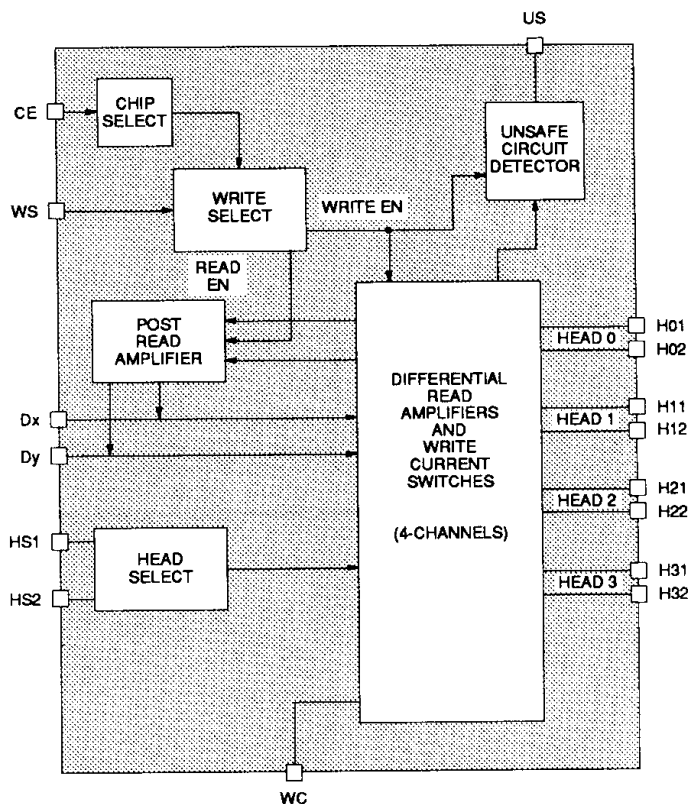 US
CE
CHIP
SELECT
UNSAFE
CIRCUIT
DETECTOR
WS
WRITE
SELECT
WRITE EN
READ
EN
POST
READ
AMPLIFIER
H01
HEAD 0
H02
DIFFERENTIAL
READ
AMPLIFIERS
AND
WRITE
CURRENT
SWITCHES
(4-CHANNELS)
H11
HEAD 1
H12
Dx
Dy
H21
HEAD 2
H22
HS1
HEAD
SELECT
HS2
H31
HEAD 3
H32
WC